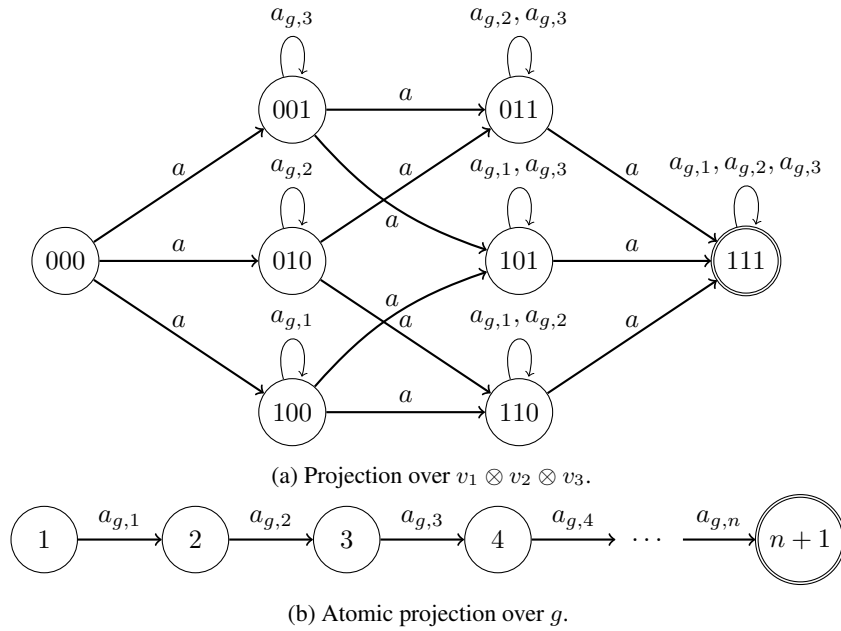 a_{g,3}
a_{g,2}, a_{g,3}
001 a 011
a a_{g,2} a a_{g,1}, a_{g,3} a a_{g,1}, a_{g,2}, a_{g,3}
a
000 a 010 101 a 111
a a_{g,1} a a a_{g,1}, a_{g,2} a
100 a 110
(a) Projection over v_1 ⊗ v_2 ⊗ v_3.
a_{g,1} a_{g,2} a_{g,3} a_{g,4} a_{g,n}
1 2 3 4 ··· n + 1
(b) Atomic projection over g.